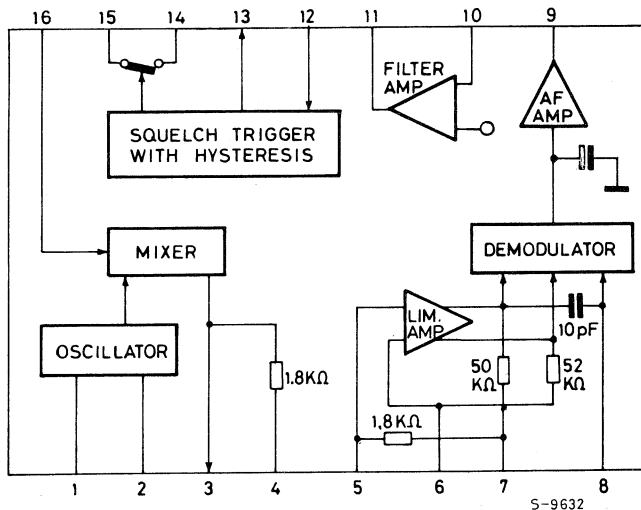 16 15 14 13 12 11 10 9
FILTER
AMP
AF
AMP
SQUELCH TRIGGER
WITH HYSTERESIS
MIXER
DEMODULATOR
LIM.
AMP
10pF
OSCILLATOR
1.8KΩ
50
KΩ
52
KΩ
1,8KΩ
1 2 3 4 5 6 7 8
S-9632